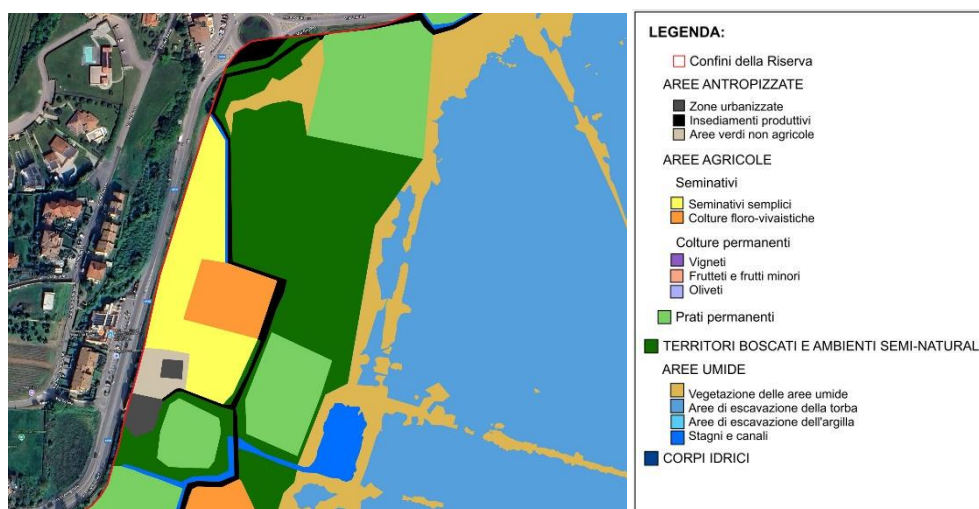 LEGENDA:
Confini della Riserva
AREE ANTROPIZZATE
Zone urbanizzate
Insediamenti produttivi
Aree verdi non agricole
AREE AGRICOLE
Seminativi
Seminativi semplici
Colture floro-vivaistiche
Colture permanenti
Vigneti
Frutteti e frutti minori
Oliveti
Prati permanenti
TERRITORI BOSCATI E AMBIENTI SEMI-NATURAL
AREE UMIDE
Vegetazione delle aree umide
Aree di escavazione della torba
Aree di escavazione dell'argilla
Stagni e canali
CORPI IDRICI